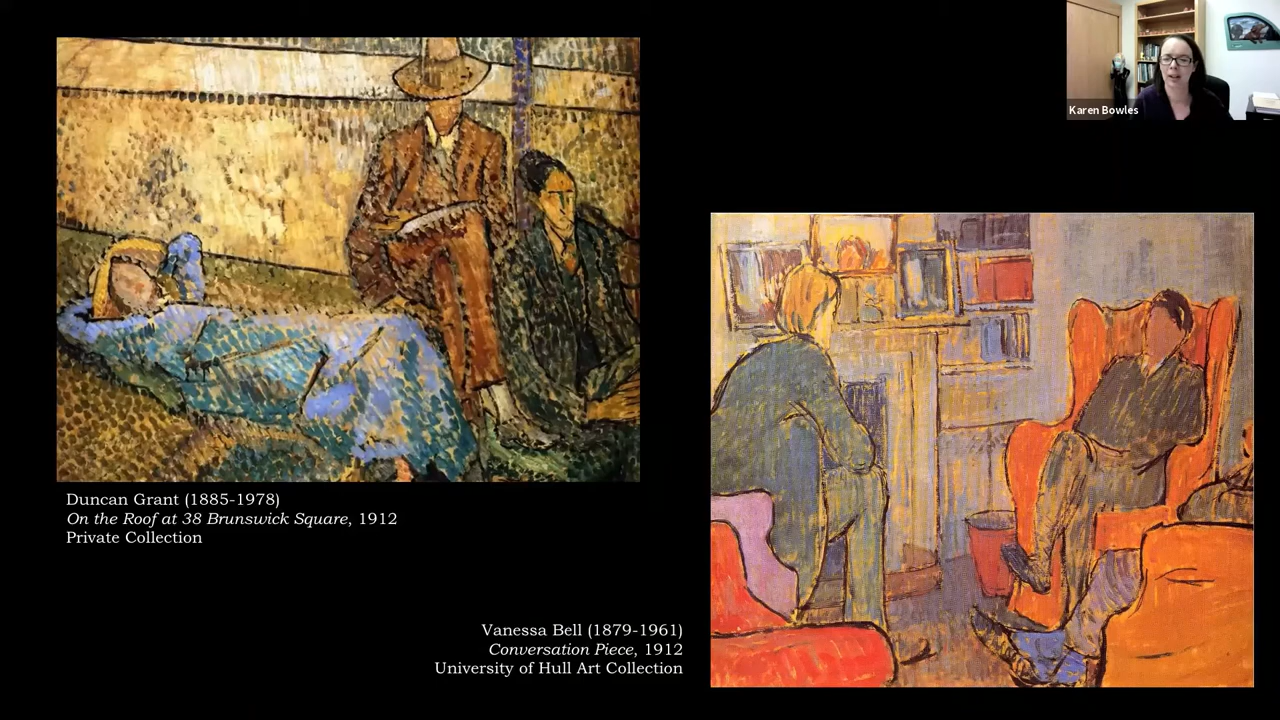 Karen Bowles
Duncan Grant (1885-1978)
On the Roof at 38 Brunswick Square, 1912
Private Collection
Vanessa Bell (1879-1961)
Conversation Piece, 1912
University of Hull Art Collection